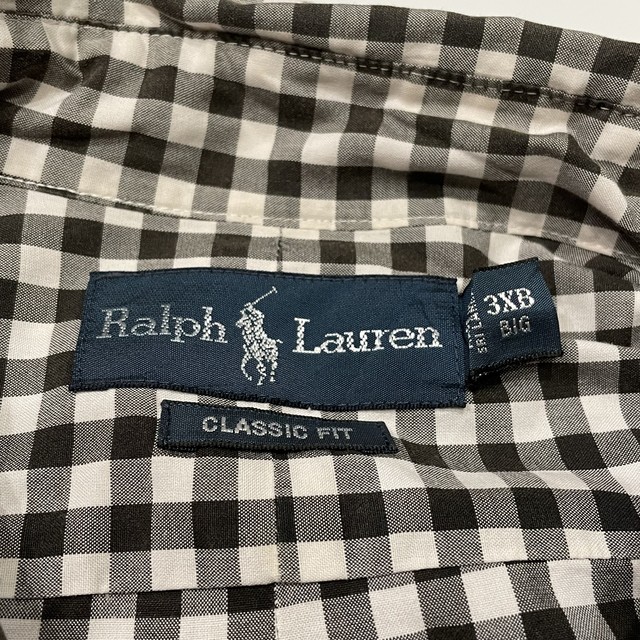 Ralph Lauren
3XB
BIG
CLASSIC FIT